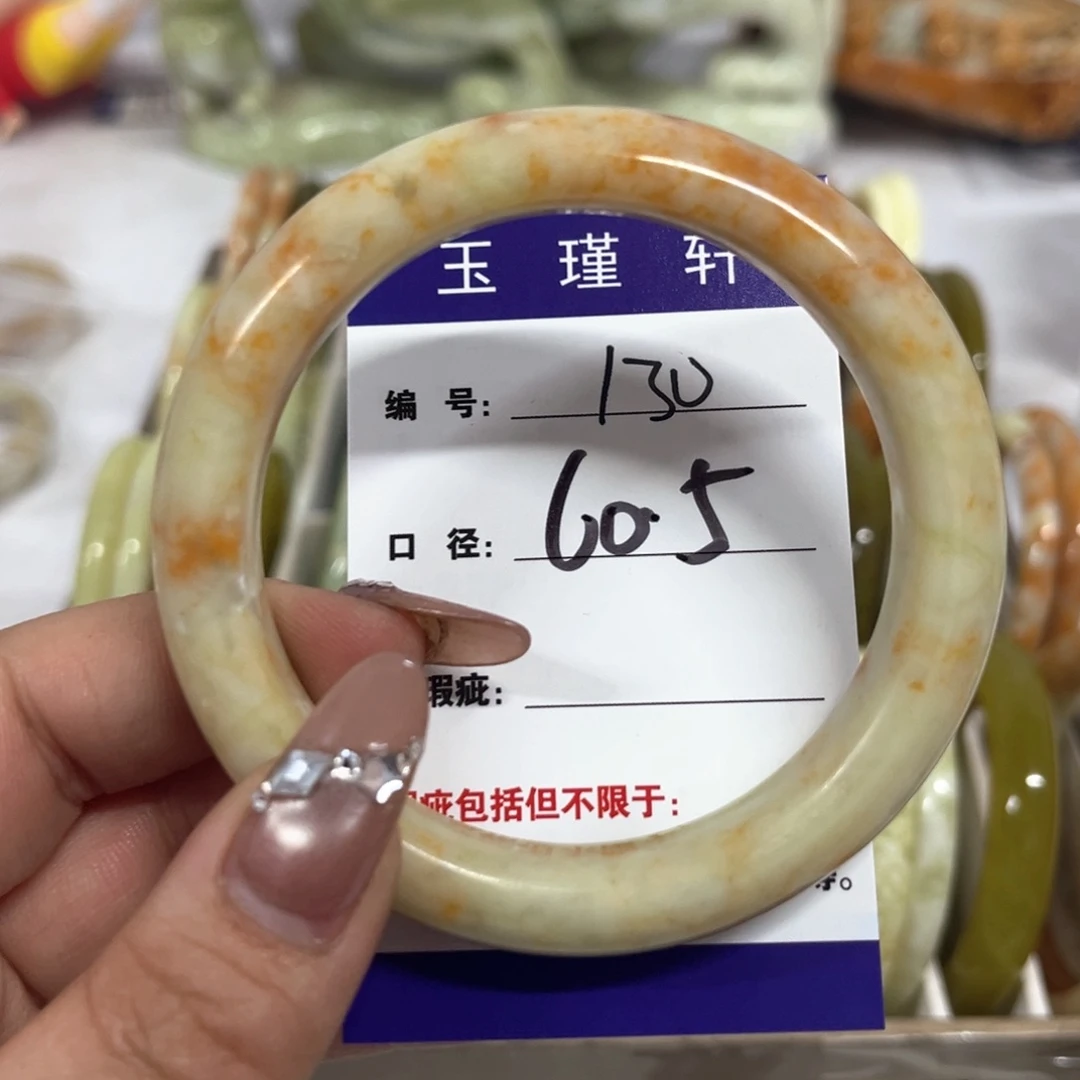 玉瑾轩
编号: 130
口径: 60.5
瑕疵:
瑕疵包括但不限于:
等。